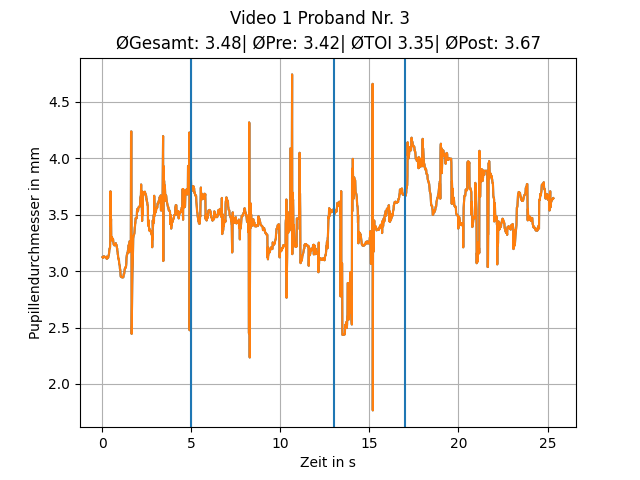 Video 1 Proband Nr. 3
ØGesamt: 3.48| ØPre: 3.42| ØTOI 3.35| ØPost: 3.67
4.5
4.0
3.5
3.0
2.5
2.0
Pupillendurchmesser in mm
0 5 10 15 20 25
Zeit in s